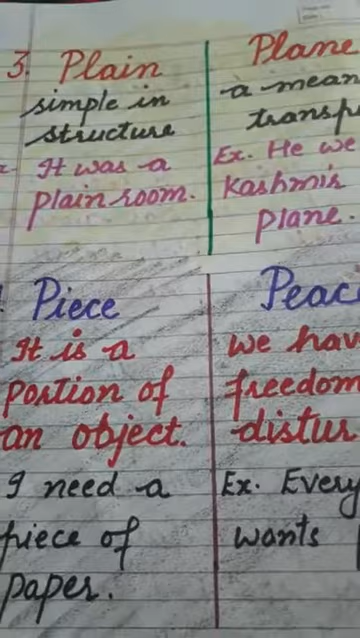 3. Plain
simple in
structure
It was a
plain room.
Plane
a mean
transp
Ex. He we
Kashmir
plane.
Piece
It is a
portion of
an object.
I need a
piece of
paper.
Peac
we hav
freedom
distur
Ex. Every
wants